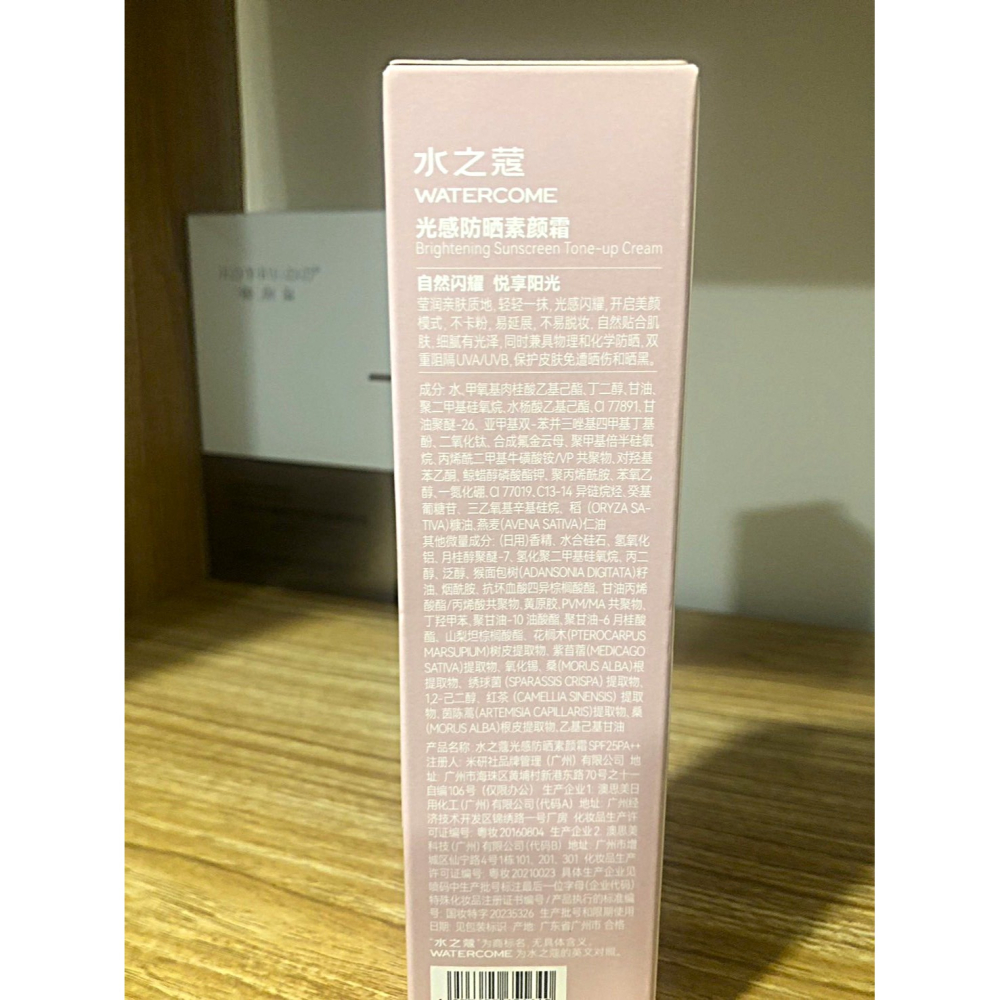 水之蔻
WATERCOME
光感防晒素颜霜
Brightening Sunscreen Tone-up Cream
自然闪耀 悦享阳光
莹润亲肤质地, 轻轻一抹, 光感闪耀, 开启美颜
模式, 不卡粉, 易延展, 不易脱妆, 自然贴合肌
肤, 细腻有光泽, 同时兼具物理和化学防晒, 双
重阻隔UVA/UVB, 保护皮肤免遭晒伤和晒黑。
成分: 水、甲氧基肉桂酸乙基己酯、丁二醇、甘油、
聚二甲基硅氧烷、水杨酸乙基己酯、CI 77891、甘
油聚醚-26、亚甲基双-苯并三唑基四甲基丁基
酚、二氧化钛、合成氟金云母、聚甲基倍半硅氧
烷、丙烯酰二甲基牛磺酸铵/VP 共聚物、对羟基
苯乙酮、鲸蜡醇磷酸酯钾、聚丙烯酰胺、苯氧乙
醇、一氮化硼、CI 77019、C13-14 异链烷烃、癸基
葡糖苷、三乙氧基辛基硅烷、稻 (ORYZA SA-
TIVA)糠油、燕麦(AVENA SATIVA)仁油
其他微量成分: (日用)香精、水合硅石、氢氧化
铝、月桂醇聚醚-7、氢化聚二甲基硅氧烷、丙二
醇、泛醇、猴面包树(ADANSONIA DIGITATA)籽
油、烟酰胺、抗坏血酸四异棕榈酸酯、甘油丙烯
酸酯/丙烯酸共聚物、黄原胶、PVM/MA 共聚物、
丁羟甲苯、聚甘油-10 油酸酯、聚甘油-6 月桂酸
酯、山梨坦棕榈酸酯、花榈木(PTEROCARPUS
MARSUPIUM)树皮提取物、紫苜蓿(MEDICAGO
SATIVA)提取物、氧化锡、桑(MORUS ALBA)根
提取物、绣球菌 (SPARASSIS CRISPA) 提取物、
1,2-己二醇、红茶 (CAMELLIA SINENSIS) 提取
物、茵陈蒿(ARTEMISIA CAPILLARIS)提取物、桑
(MORUS ALBA)根皮提取物、乙基己基甘油
产品名称: 水之蔻光感防晒素颜霜SPF25PA++
注册人: 米研社品牌管理 (广州) 有限公司 地
址: 广州市海珠区黄埔村新港东路70号之十一
自编106号 (仅限办公) 生产企业1: 澳思美日
用化工(广州)有限公司(代码A) 地址: 广州经
济技术开发区锦绣路一号厂房 化妆品生产许
可证编号: 粤妆20160804 生产企业2: 澳思美
科技(广州)有限公司(代码B) 地址: 广州市增
城区仙宁路4号1栋101、201、301 化妆品生产
许可证编号: 粤妆20210023 具体生产企业见
喷码中生产批号标注最后一位字母(企业代码)
特殊化妆品注册证书编号/产品执行的标准编
号: 国妆特字20235326 生产批号和限期使用
日期: 见包装标识 产地: 广东省广州市 合格
“水之蔻”为商标名, 无具体含义。
WATERCOME 为水之蔻的英文对照。